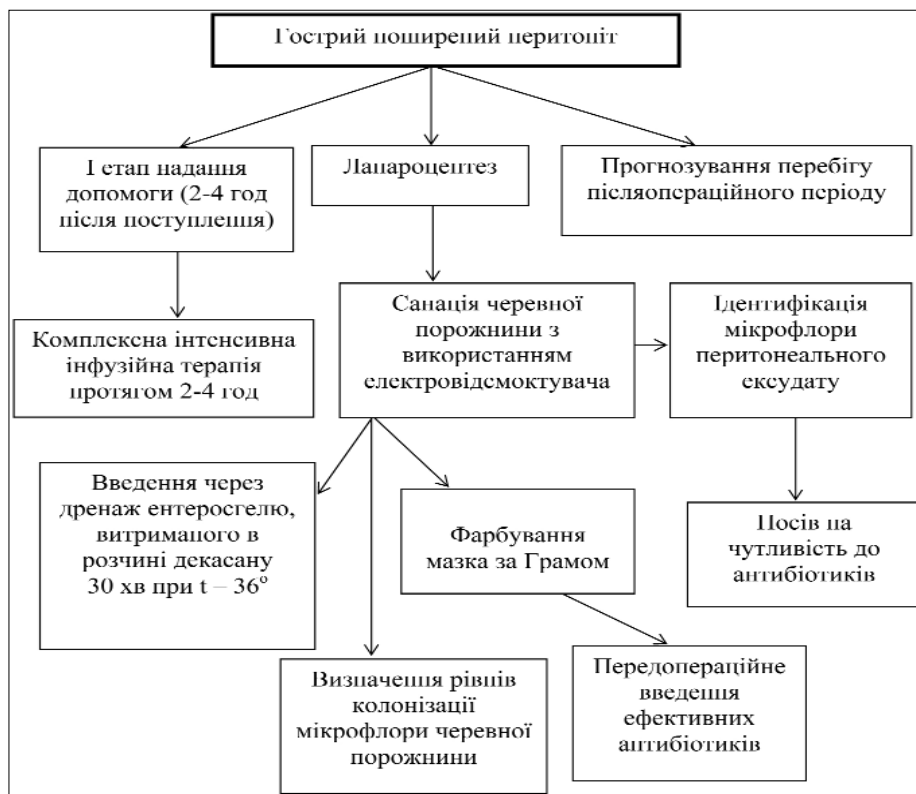 Гострий поширений перитоніт
І етап надання
допомоги (2-4 год
після поступлення)
Лапароцентез
Прогнозування перебігу
післяопераційного періоду
Комплексна інтенсивна
інфузійна терапія
протягом 2-4 год
Санація черевної
порожнини з
використанням
електровідсмоктувача
Ідентифікація
мікрофлори
перитонеального
ексудату
Введення через
дренаж ентеросгелю,
витриманого в
розчині декасану
30 хв при t – 36°
Фарбування
мазка за Грамом
Посів на
чутливість до
антибіотиків
Визначення рівнів
колонізації
мікрофлори черевної
порожнини
Передопераційне
введення
ефективних
антибіотиків